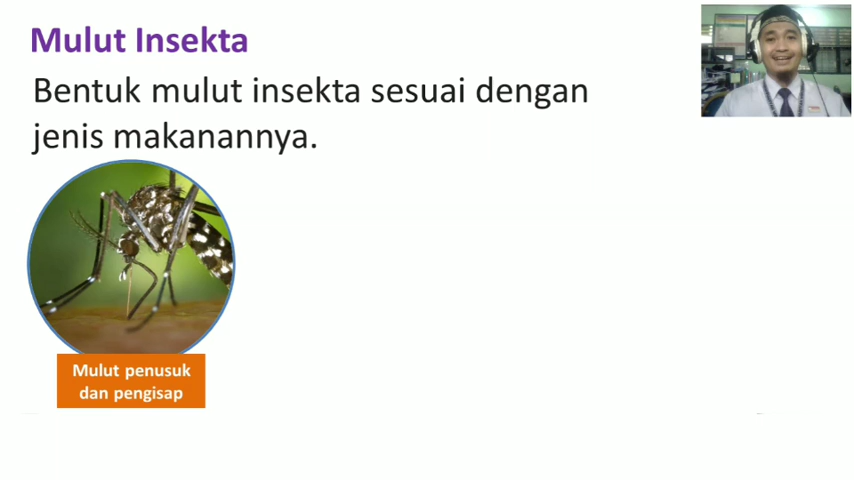 Mulut Insekta
Bentuk mulut insekta sesuai dengan
jenis makanannya.
Mulut penusuk
dan pengisap